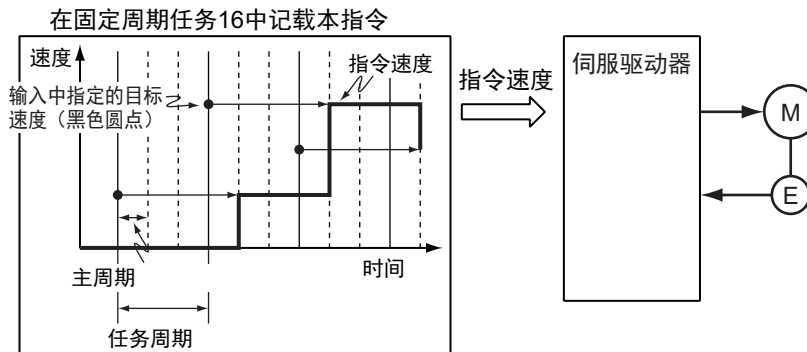 在固定周期任务16中记载本指令
速度
指令速度
输入中指定的目标
速度（黑色圆点）
主周期
时间
任务周期
指令速度
伺服驱动器
M
E